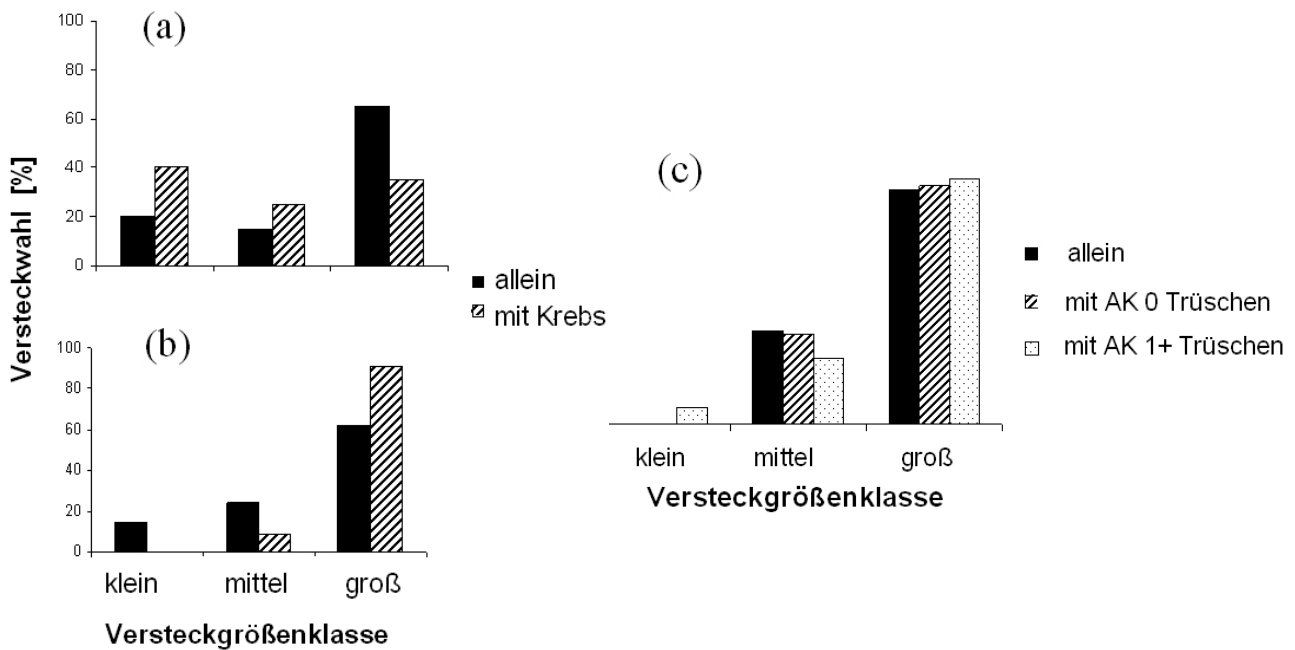 (a)
100
80
60
40
20
0
Versteckwahl [%]
allein
mit Krebs
(b)
100
80
60
40
20
0
klein mittel groß
Versteckgrößenklasse
(c)
klein mittel groß
Versteckgrößenklasse
allein
mit AK 0 Trüschen
mit AK 1+ Trüschen